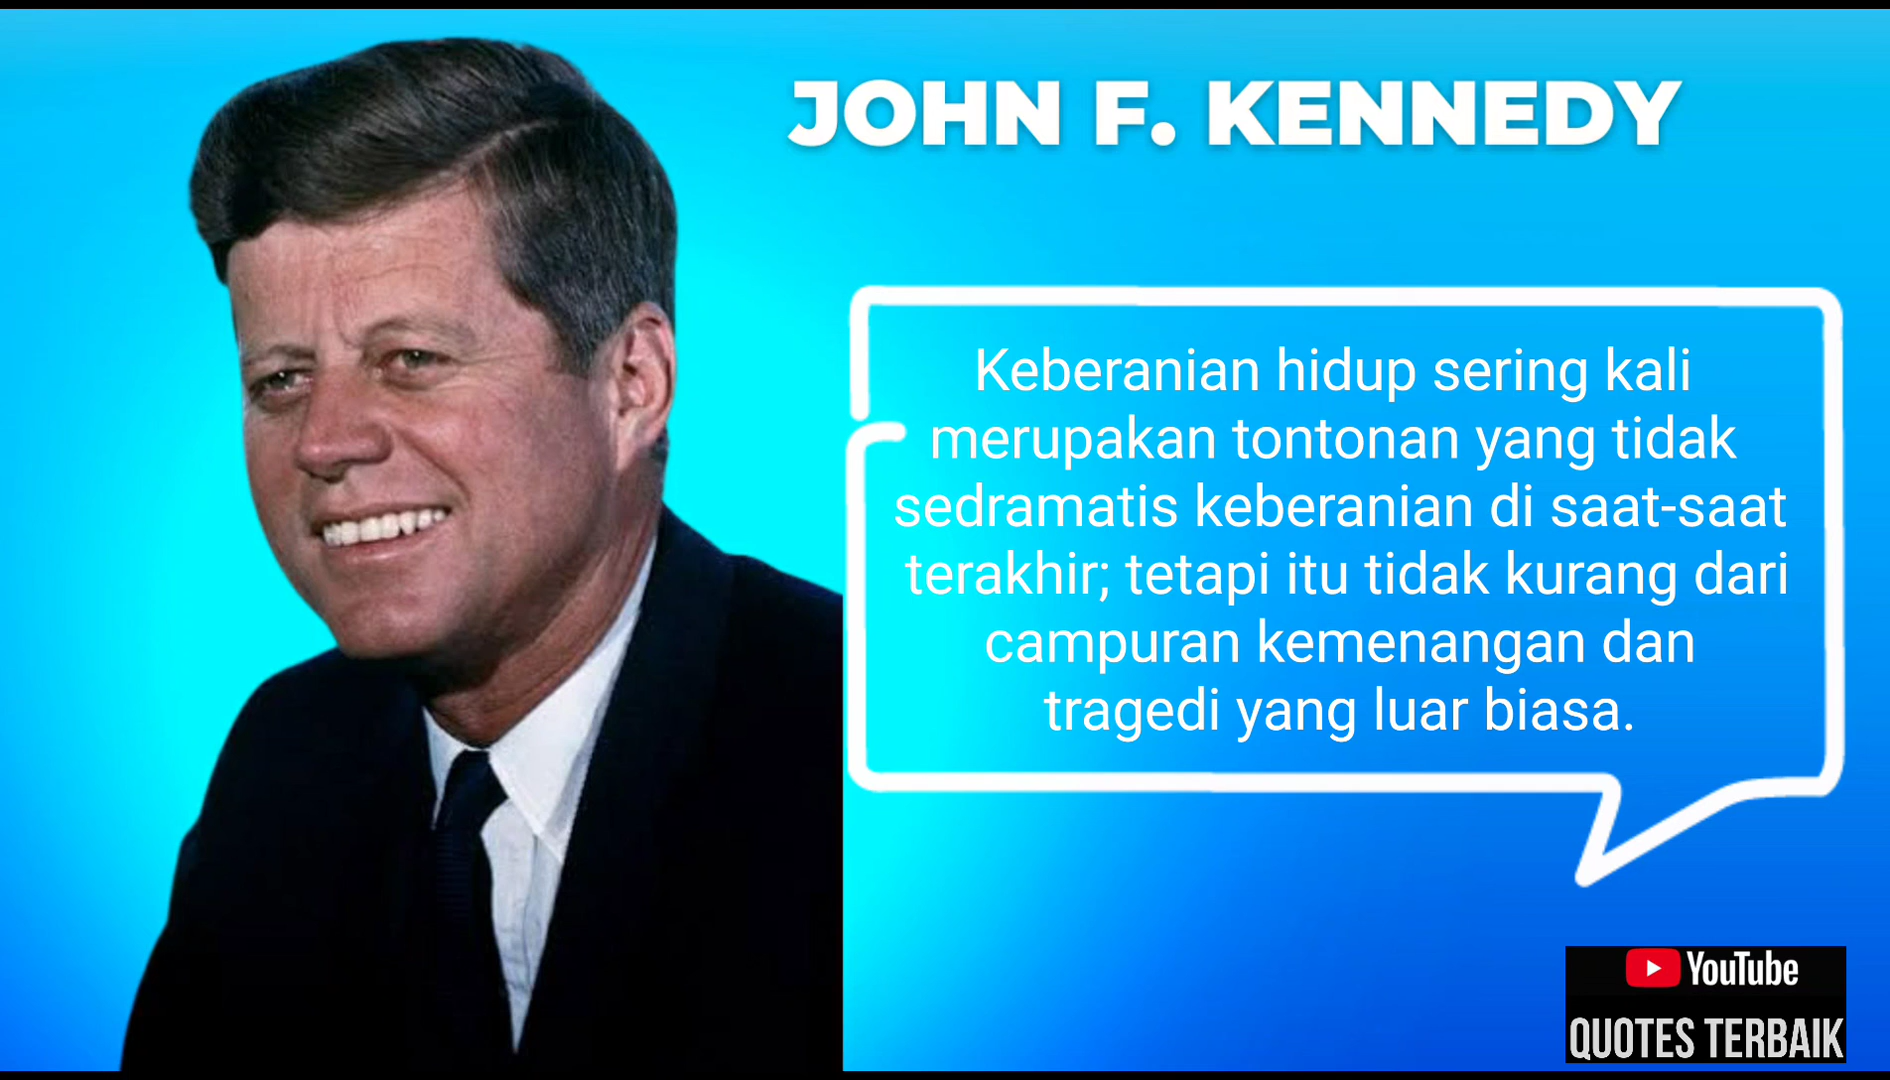 JOHN F. KENNEDY
Keberanian hidup sering kali
merupakan tontonan yang tidak
sedramatis keberanian di saat-saat
terakhir; tetapi itu tidak kurang dari
campuran kemenangan dan
tragedi yang luar biasa.
YouTube
QUOTES TERBAIK